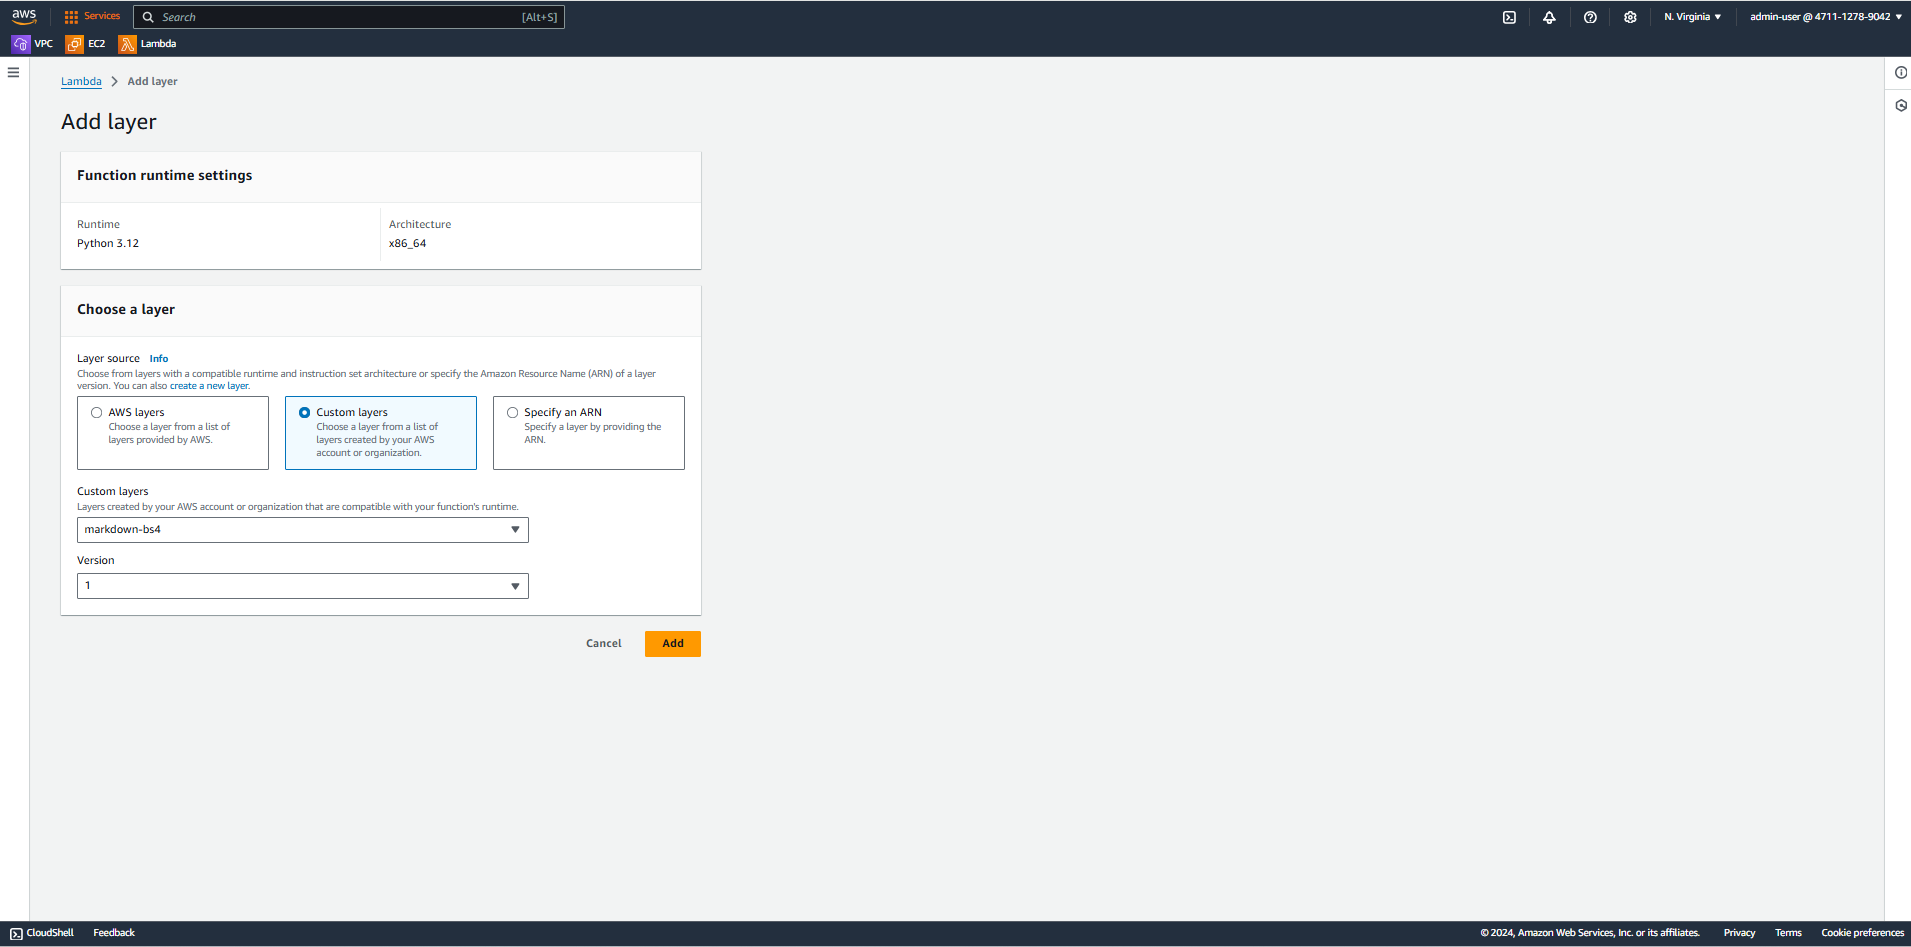 aws
Services
Search
[Alt+S]
N. Virginia
admin-user @ 4711-1278-9042
VPC
EC2
Lambda
Lambda
Add layer
Add layer
Function runtime settings
Runtime
Python 3.12
Architecture
x86_64
Choose a layer
Layer source Info
Choose from layers with a compatible runtime and instruction set architecture or specify the Amazon Resource Name (ARN) of a layer
version. You can also create a new layer.
AWS layers
Choose a layer from a list of
layers provided by AWS.
Custom layers
Choose a layer from a list of
layers created by your AWS
account or organization.
Specify an ARN
Specify a layer by providing the
ARN.
Custom layers
Layers created by your AWS account or organization that are compatible with your function's runtime.
markdown-bs4
Version
1
Cancel
Add
CloudShell
Feedback
© 2024, Amazon Web Services, Inc. or its affiliates.
Privacy
Terms
Cookie preferences